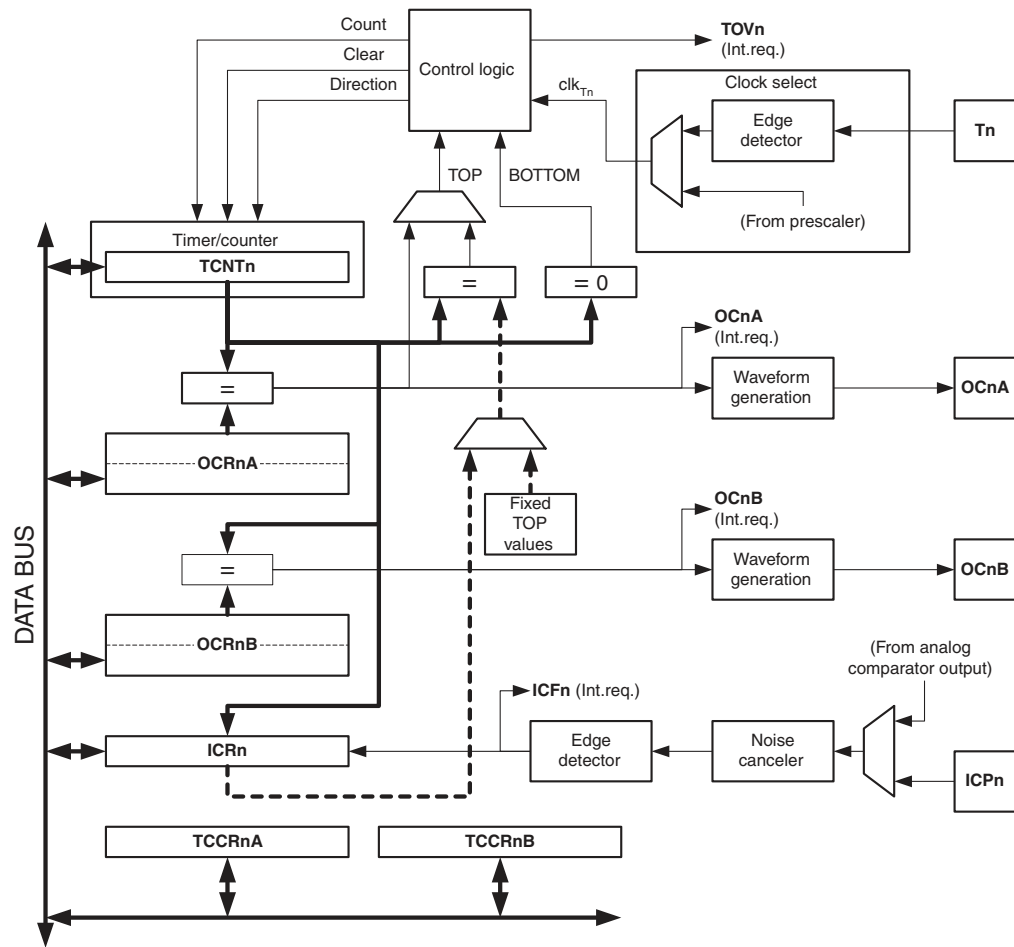 Count
Clear
Direction
Control logic
TOVn
(Int.req.)
clkTn
Clock select
Edge
detector
Tn
(From prescaler)
TOP
BOTTOM
Timer/counter
TCNTn
=
= 0
OCnA
(Int.req.)
=
Waveform
generation
OCnA
OCRnA
Fixed
TOP
values
OCnB
(Int.req.)
=
Waveform
generation
OCnB
OCRnB
DATA BUS
(From analog
comparator output)
ICFn (Int.req.)
ICRn
Edge
detector
Noise
canceler
ICPn
TCCRnA
TCCRnB